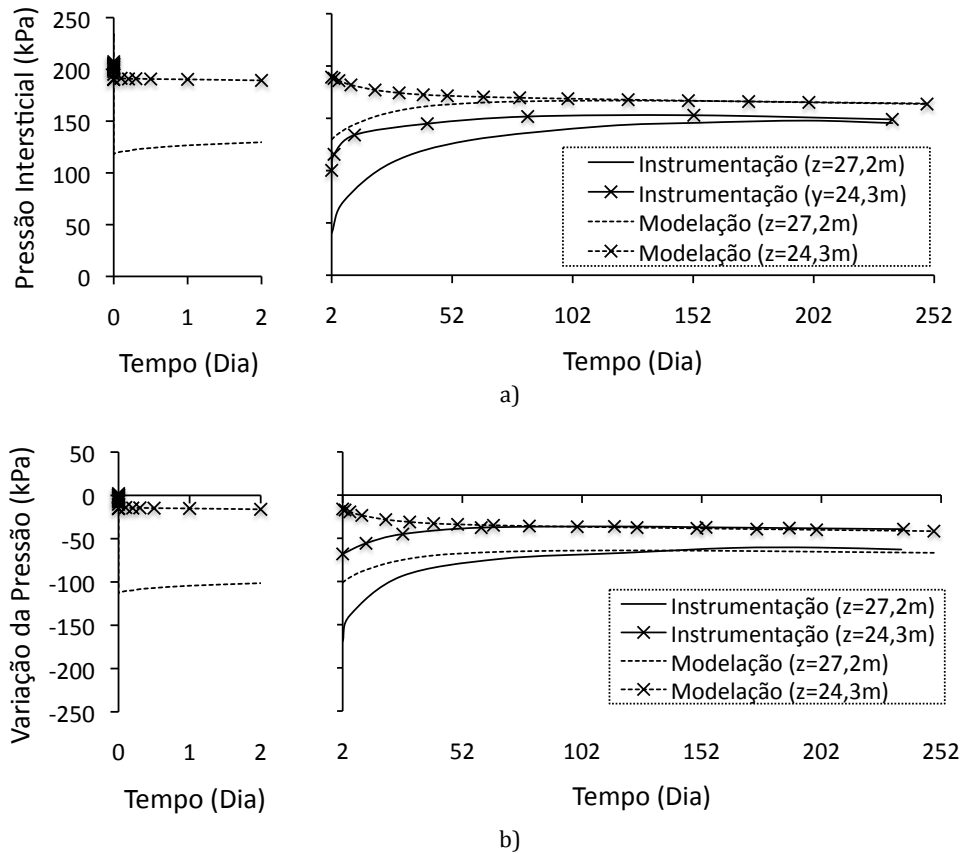 Pressão Intersticial (kPa)
250
200
150
100
50
0
0
1
2
Tempo (Dia)
Instrumentação (z=27,2m)
Instrumentação (y=24,3m)
Modelação (z=27,2m)
Modelação (z=24,3m)
2
52
102
152
202
252
Tempo (Dia)
a)
Variação da Pressão (kPa)
50
0
-50
-100
-150
-200
-250
0
1
2
Tempo (Dia)
Instrumentação (z=27,2m)
Instrumentação (z=24,3m)
Modelação (z=27,2m)
Modelação (z=24,3m)
2
52
102
152
202
252
Tempo (Dia)
b)